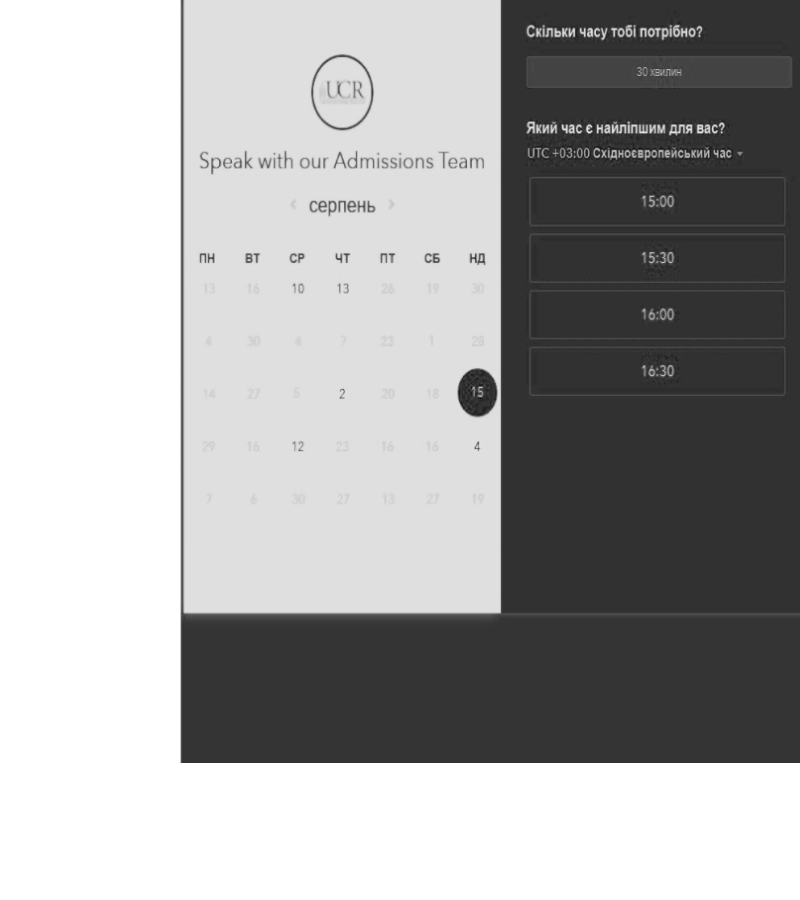 UCR
Speak with our Admissions Team
серпень
ПН ВТ СР ЧТ ПТ СБ НД
13 16 10 13 26 19 30
4 30 4 7 23 1 28
14 27 5 2 20 18 15
29 16 12 23 16 16 4
7 6 30 27 13 27 19
Скільки часу тобі потрібно?
30 хвилин
Який час є найліпшим для вас?
UTC +03:00 Східноєвропейський час
15:00
15:30
16:00
16:30